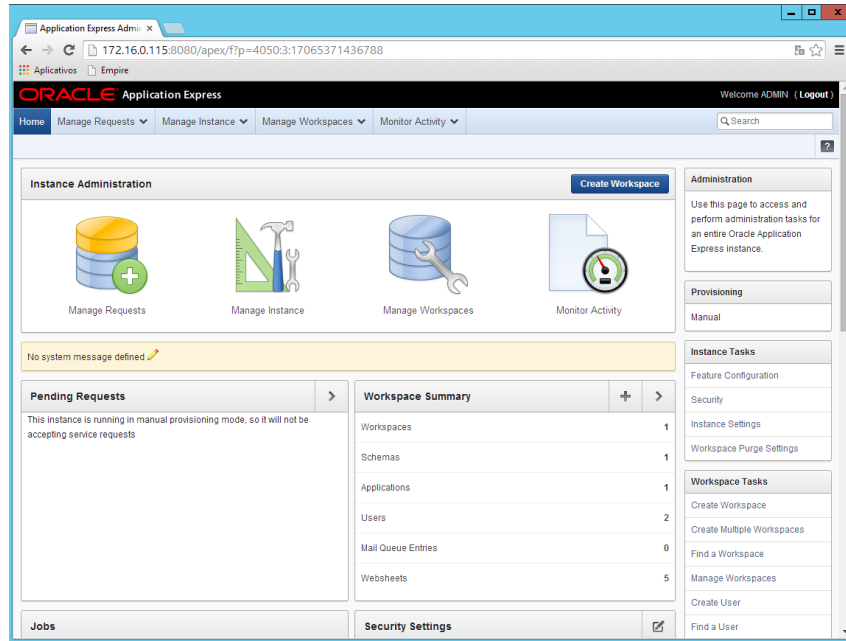 Application Express Admi
172.16.0.115:8080/apex/f?p=4050:3:17065371436788
Aplicativos Empire
ORACLE Application Express
Welcome ADMIN ( Logout )
Home Manage Requests Manage Instance Manage Workspaces Monitor Activity
Search
?
Instance Administration
Create Workspace
Manage Requests
Manage Instance
Manage Workspaces
Monitor Activity
No system message defined
Pending Requests
This instance is running in manual provisioning mode, so it will not be
accepting service requests
Workspace Summary
Workspaces 1
Schemas 1
Applications 1
Users 2
Mail Queue Entries 0
Websheets 5
Jobs
Security Settings
Administration
Use this page to access and
perform administration tasks for
an entire Oracle Application
Express instance.
Provisioning
Manual
Instance Tasks
Feature Configuration
Security
Instance Settings
Workspace Purge Settings
Workspace Tasks
Create Workspace
Create Multiple Workspaces
Find a Workspace
Manage Workspaces
Create User
Find a User